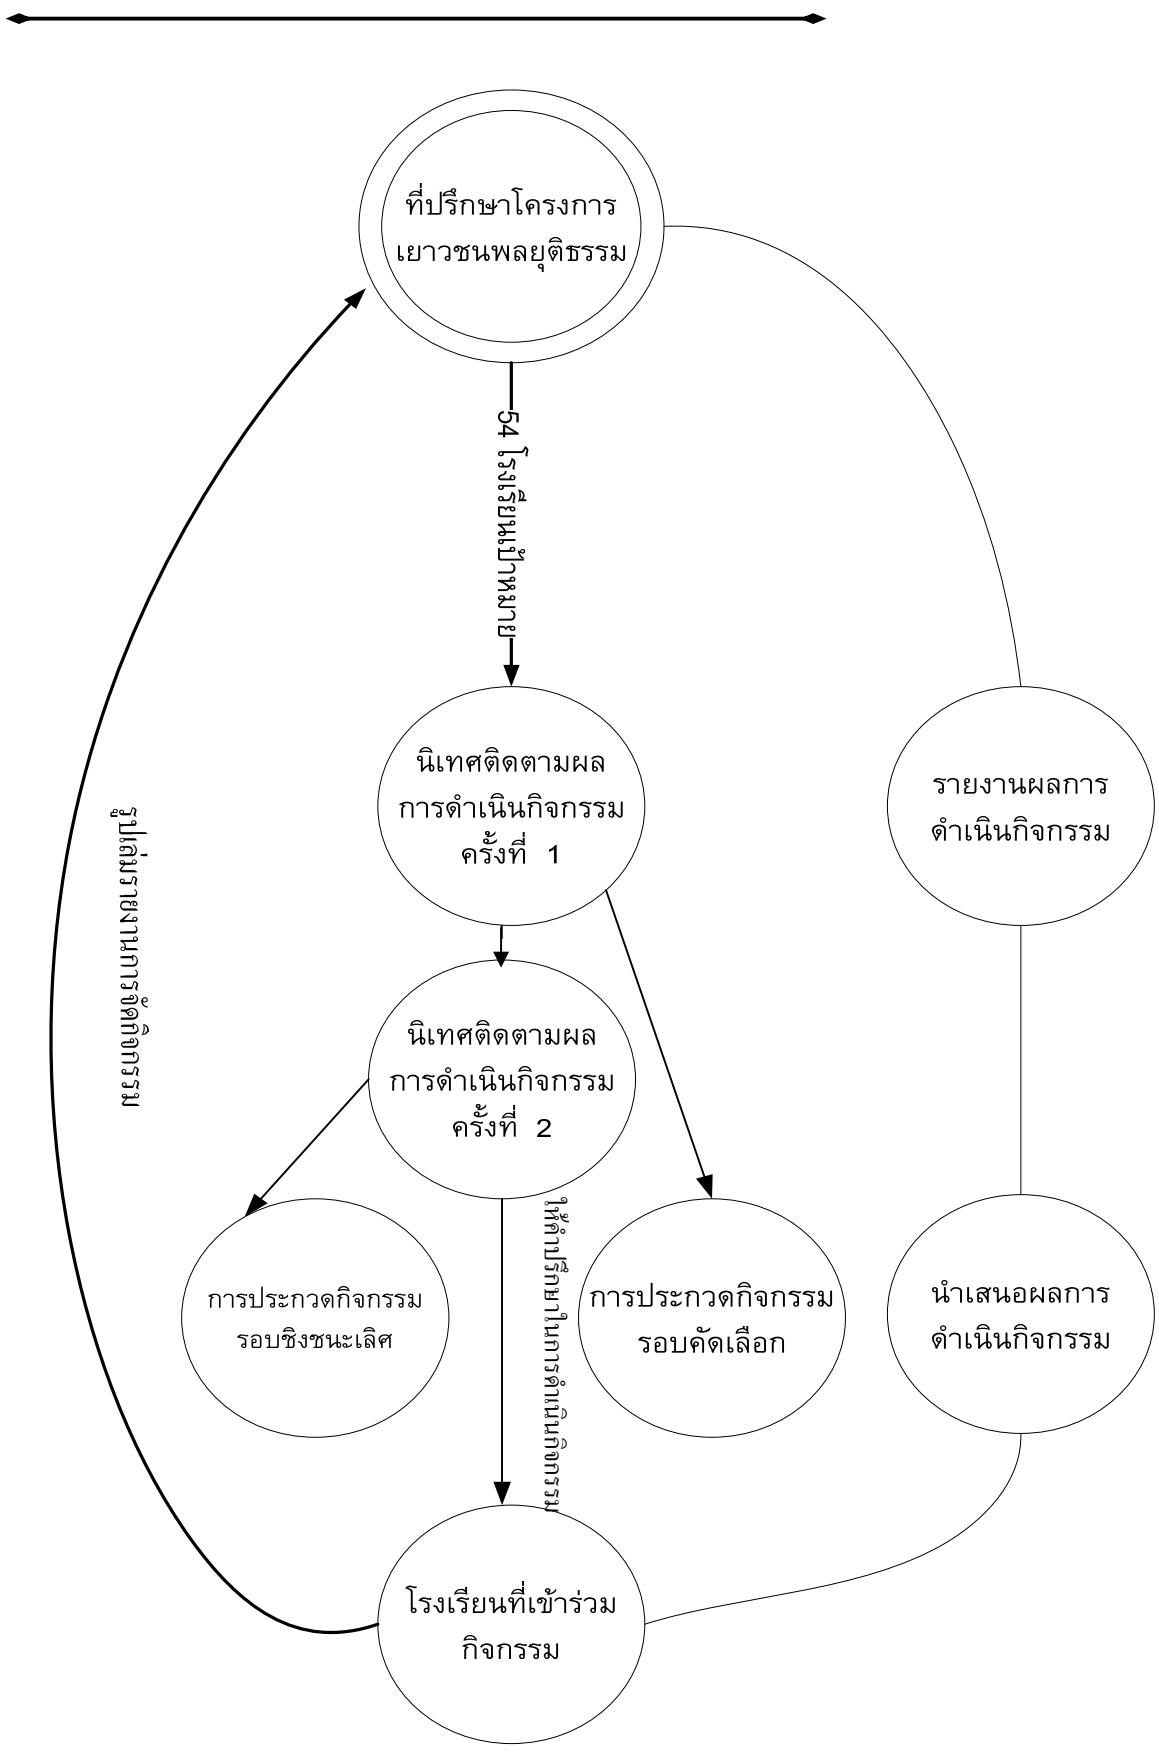 ที่ปรึกษาโครงการ
เยาวชนพลยุติธรรม
54 โรงเรียนเป้าหมาย
นิเทศติดตามผล
การดำเนินกิจกรรม
ครั้งที่ 1
รายงานผลการ
ดำเนินกิจกรรม
รูปเล่มรายงานการจัดกิจกรรม
นิเทศติดตามผล
การดำเนินกิจกรรม
ครั้งที่ 2
ให้คำปรึกษาในการดำเนินกิจกรรม
การประกวดกิจกรรม
รอบชิงชนะเลิศ
การประกวดกิจกรรม
รอบคัดเลือก
นำเสนอผลการ
ดำเนินกิจกรรม
โรงเรียนที่เข้าร่วม
กิจกรรม